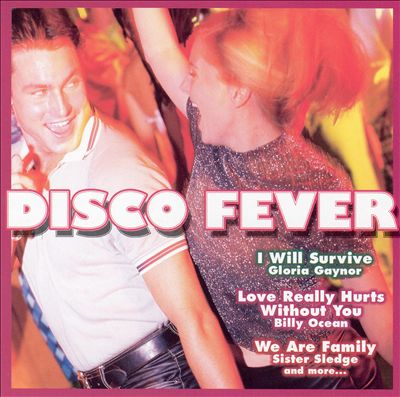 DISCO FEVER
I Will Survive
Gloria Gaynor
Love Really Hurts
Without You
Billy Ocean
We Are Family
Sister Sledge
and more...